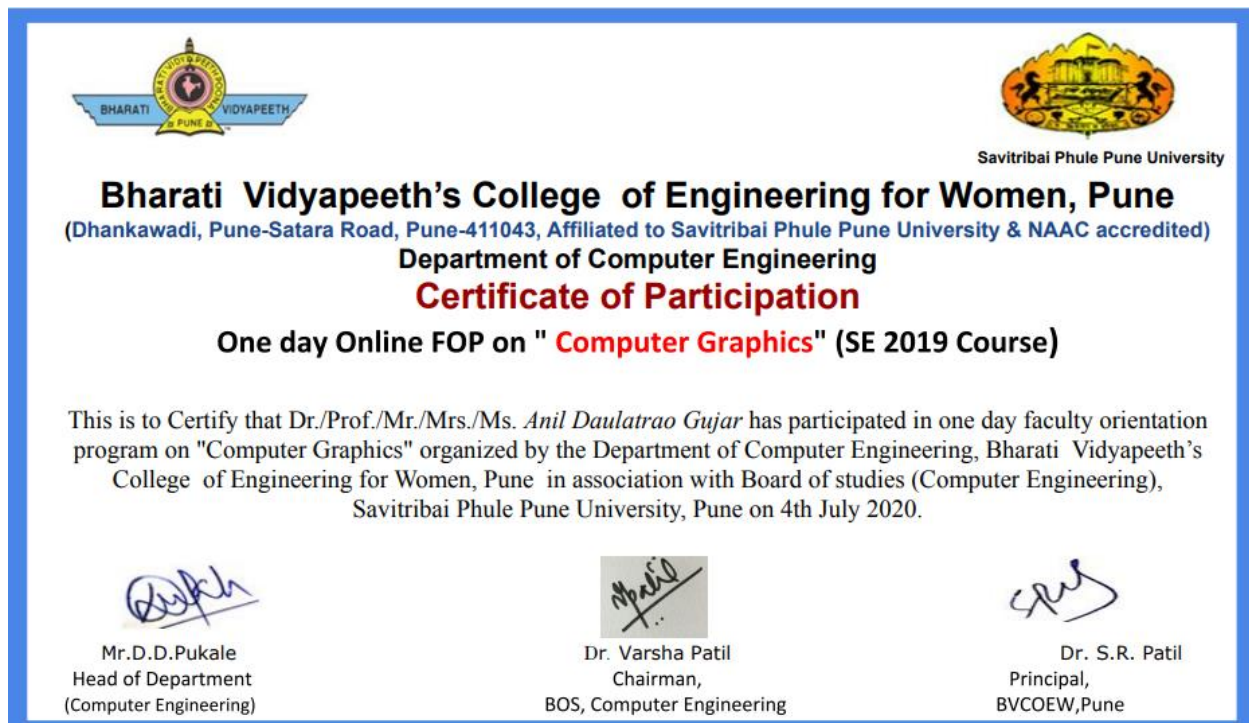 BHARATI VIDYAPEETH
PUNE
Savitribai Phule Pune University
Bharati Vidyapeeth's College of Engineering for Women, Pune
(Dhankawadi, Pune-Satara Road, Pune-411043, Affiliated to Savitribai Phule Pune University & NAAC accredited)
Department of Computer Engineering
Certificate of Participation
One day Online FOP on " Computer Graphics" (SE 2019 Course)
This is to Certify that Dr./Prof./Mr./Mrs./Ms. Anil Daulatrao Gujar has participated in one day faculty orientation
program on "Computer Graphics" organized by the Department of Computer Engineering, Bharati Vidyapeeth's
College of Engineering for Women, Pune in association with Board of studies (Computer Engineering),
Savitribai Phule Pune University, Pune on 4th July 2020.
Mr.D.D.Pukale Dr. Varsha Patil Dr. S.R. Patil
Head of Department Chairman, Principal,
(Computer Engineering) BOS, Computer Engineering BVCOEW,Pune